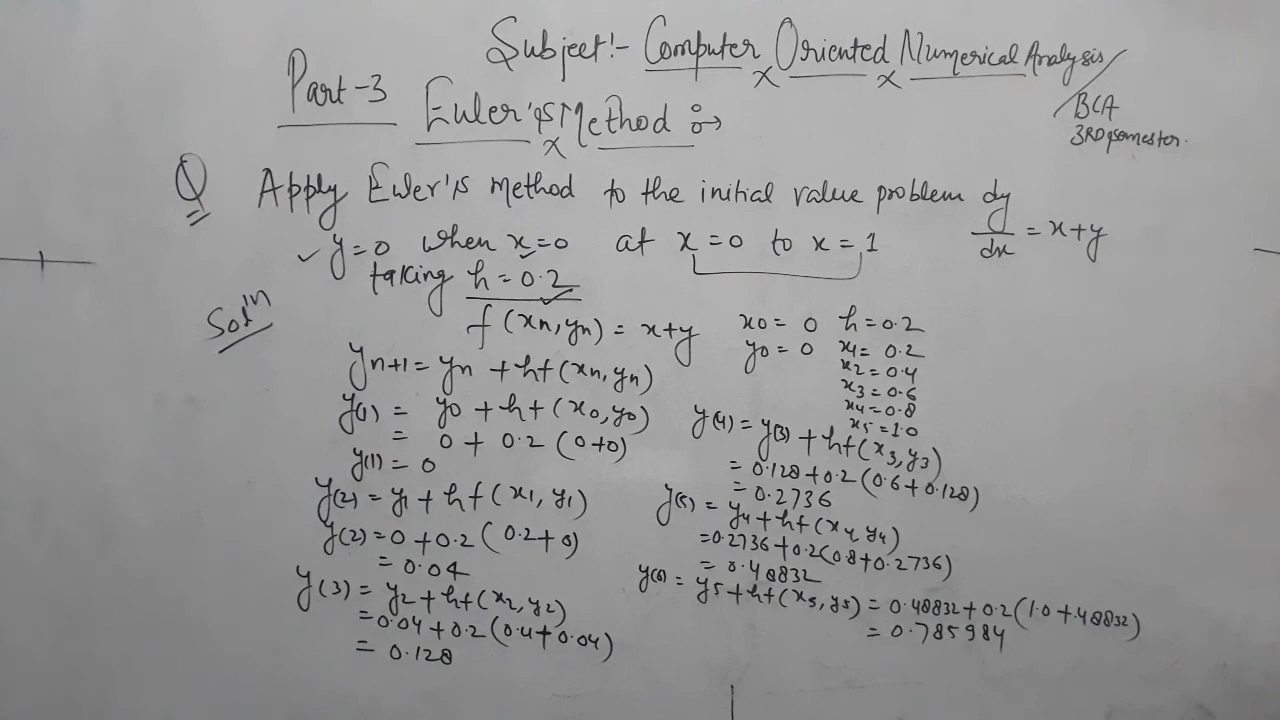 Subject:- Computer Oriented Numerical Analysis/
BCA
3RD semester.
Part-3
Euler's Method :→
Q Apply Euler's method to the initial value problem dy/dx = x+y
✓ y=0 when x=0 at x=0 to x=1
taking h=0.2
Sol'n
f(xn,yn) = x+y
x0= 0 h=0.2
y0= 0 x1= 0.2
x2=0.4
x3=0.6
x4=0.8
x5=1.0
yn+1= yn +hf(xn,yn)
y(1) = y0 +hf(x0,y0)
= 0 + 0.2 (0+0)
y(1) = 0
y(2) = y1 +hf(x1, y1)
y(2) = 0 +0.2 (0.2+0)
= 0.04
y(3) = y2+hf(x2,y2)
=0.04+0.2(0.4+0.04)
= 0.128
y(4) = y(3) +hf(x3,y3)
= 0.128+0.2(0.6+0.128)
= 0.2736
y(5) = y4+hf(x4 y4)
=0.2736+0.2(0.8+0.2736)
= 0.48832
y(6) = y5+hf(x5,y5) = 0.48832+0.2(1.0+.48832)
= 0.785984